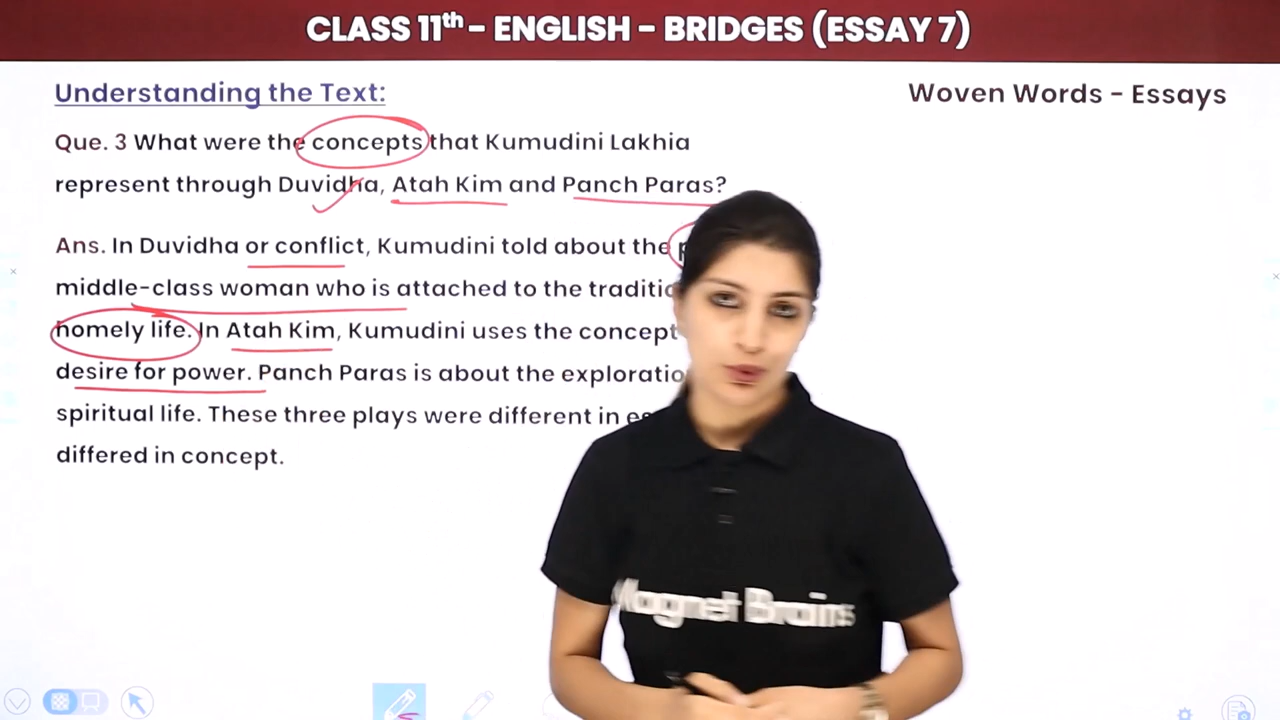 CLASS 11th - ENGLISH - BRIDGES (ESSAY 7)
Understanding the Text:
Woven Words - Essays
Que. 3 What were the concepts that Kumudini Lakhia
represent through Duvidha, Atah Kim and Panch Paras?
Ans. In Duvidha or conflict, Kumudini told about the
middle-class woman who is attached to the
homely life. In Atah Kim, Kumudini uses the concept
desire for power. Panch Paras is about the
spiritual life. These three plays were different in
differed in concept.
Magnet Brains